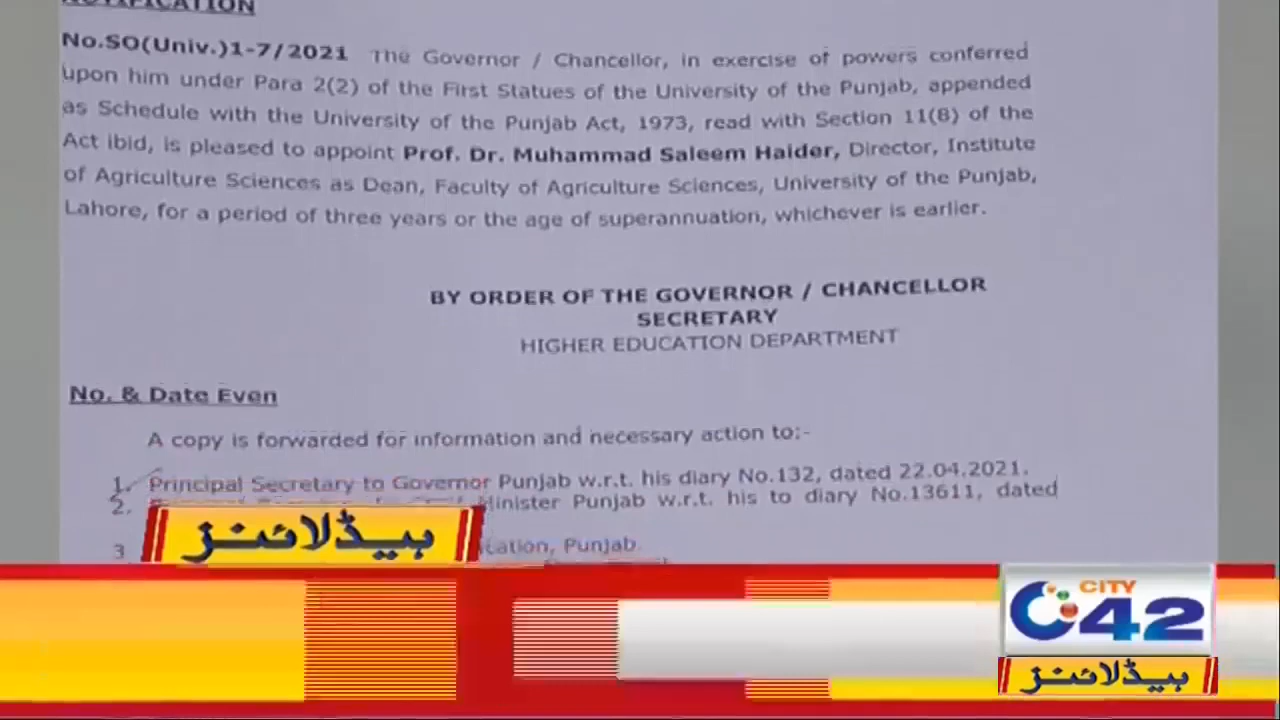 NOTIFICATION
No.SO(Univ.)1-7/2021 The Governor / Chancellor, in exercise of powers conferred
upon him under Para 2(2) of the First Statues of the University of the Punjab, appended
as Schedule with the University of the Punjab Act, 1973, read with Section 11(8) of the
Act ibid, is pleased to appoint Prof. Dr. Muhammad Saleem Haider, Director, Institute
of Agriculture Sciences as Dean, Faculty of Agriculture Sciences, University of the Punjab,
Lahore, for a period of three years or the age of superannuation, whichever is earlier.
BY ORDER OF THE GOVERNOR / CHANCELLOR
SECRETARY
HIGHER EDUCATION DEPARTMENT
No. & Date Even
A copy is forwarded for information and necessary action to:-
1. Principal Secretary to Governor Punjab w.r.t. his diary No.132, dated 22.04.2021.
2. Minister Punjab w.r.t. his to diary No.13611, dated
3 Punjab.
ہیڈلائنز
CITY
42
ہیڈلائنز